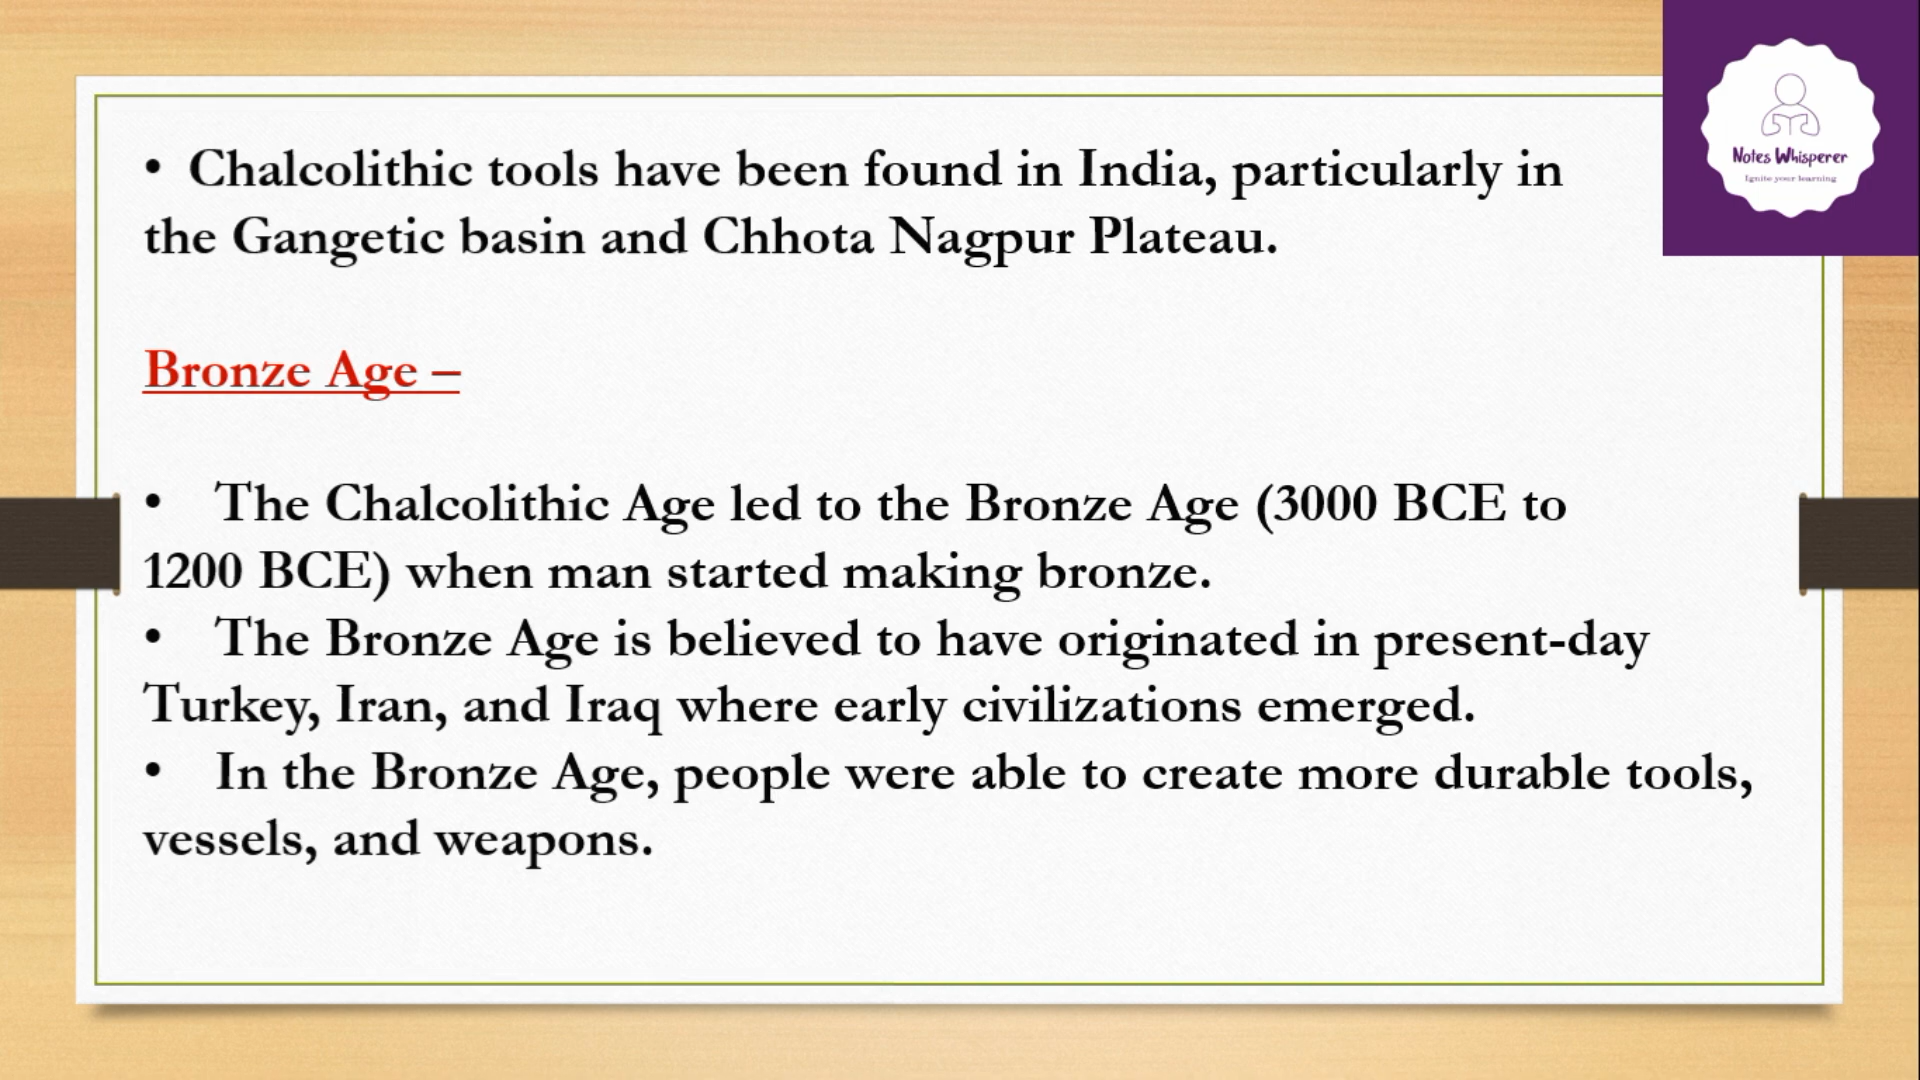 • Chalcolithic tools have been found in India, particularly in
the Gangetic basin and Chhota Nagpur Plateau.
Bronze Age –
• The Chalcolithic Age led to the Bronze Age (3000 BCE to
1200 BCE) when man started making bronze.
• The Bronze Age is believed to have originated in present-day
Turkey, Iran, and Iraq where early civilizations emerged.
• In the Bronze Age, people were able to create more durable tools,
vessels, and weapons.
Notes Whisperer
Ignite your learning